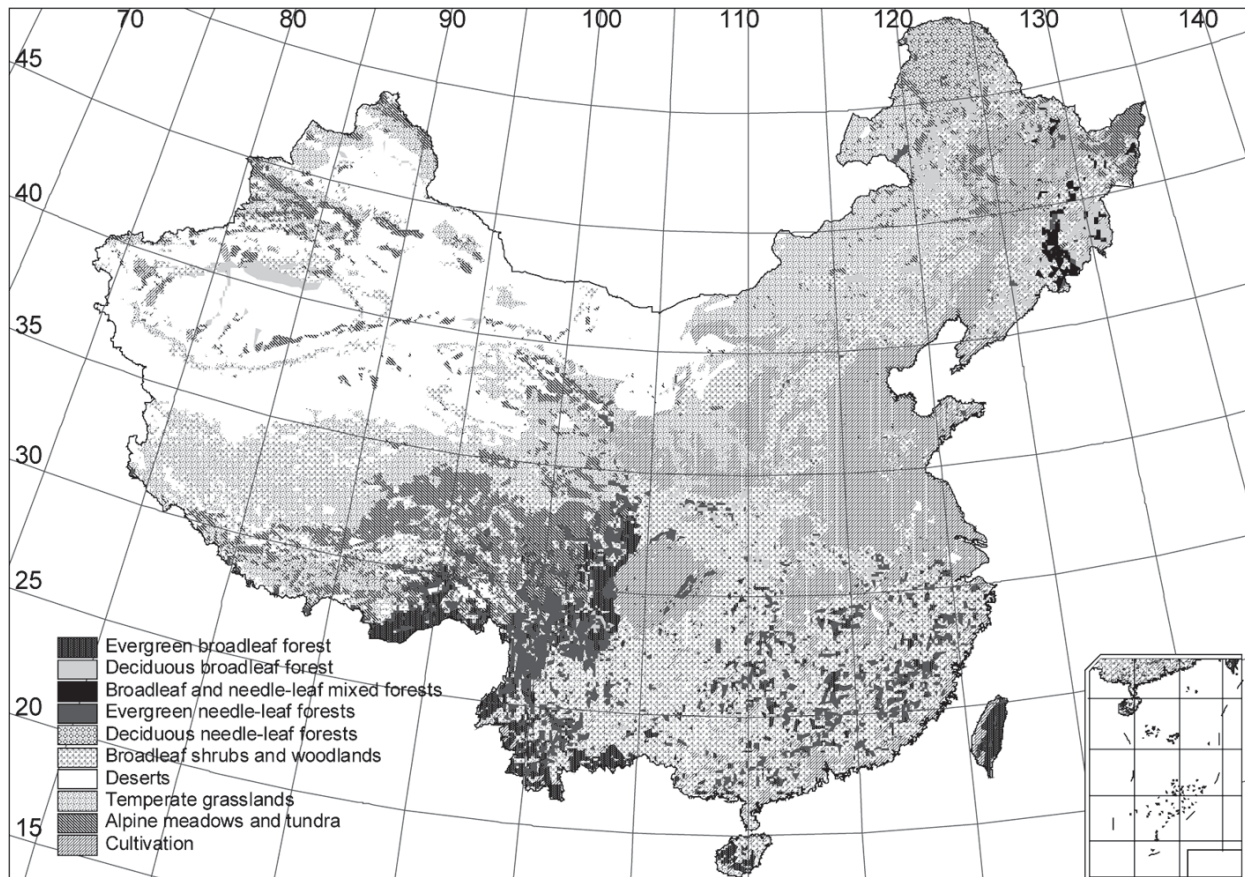 70 80 90 100 110 120 130 140
45
40
35
30
25
20
15
Evergreen broadleaf forest
Deciduous broadleaf forest
Broadleaf and needle-leaf mixed forests
Evergreen needle-leaf forests
Deciduous needle-leaf forests
Broadleaf shrubs and woodlands
Deserts
Temperate grasslands
Alpine meadows and tundra
Cultivation